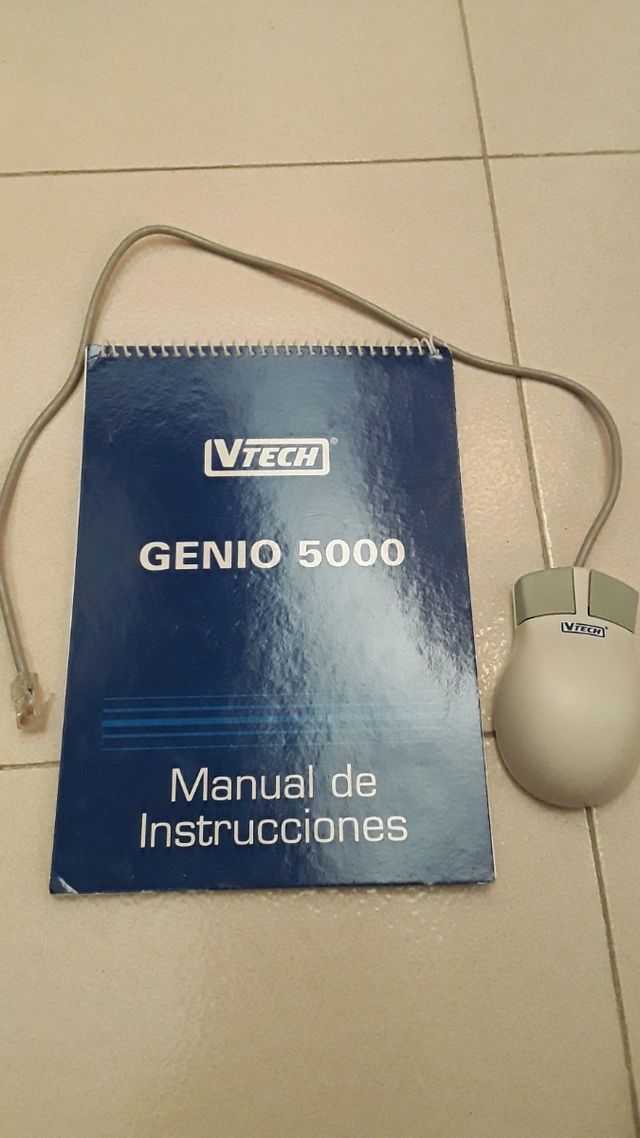 VTECH®
GENIO 5000
Manual de
Instrucciones
VTECH®